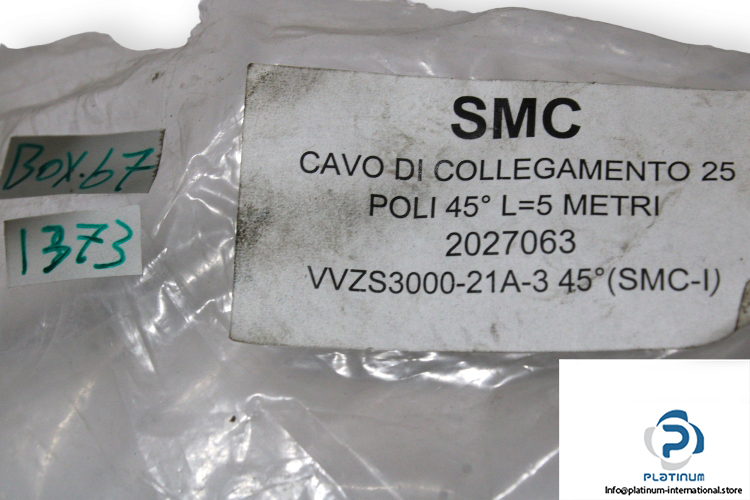 BOX.67
1373
SMC
CAVO DI COLLEGAMENTO 25
POLI 45° L=5 METRI
2027063
VVZS3000-21A-3 45°(SMC-I)
PLATINUM
Info@platinum-international.store